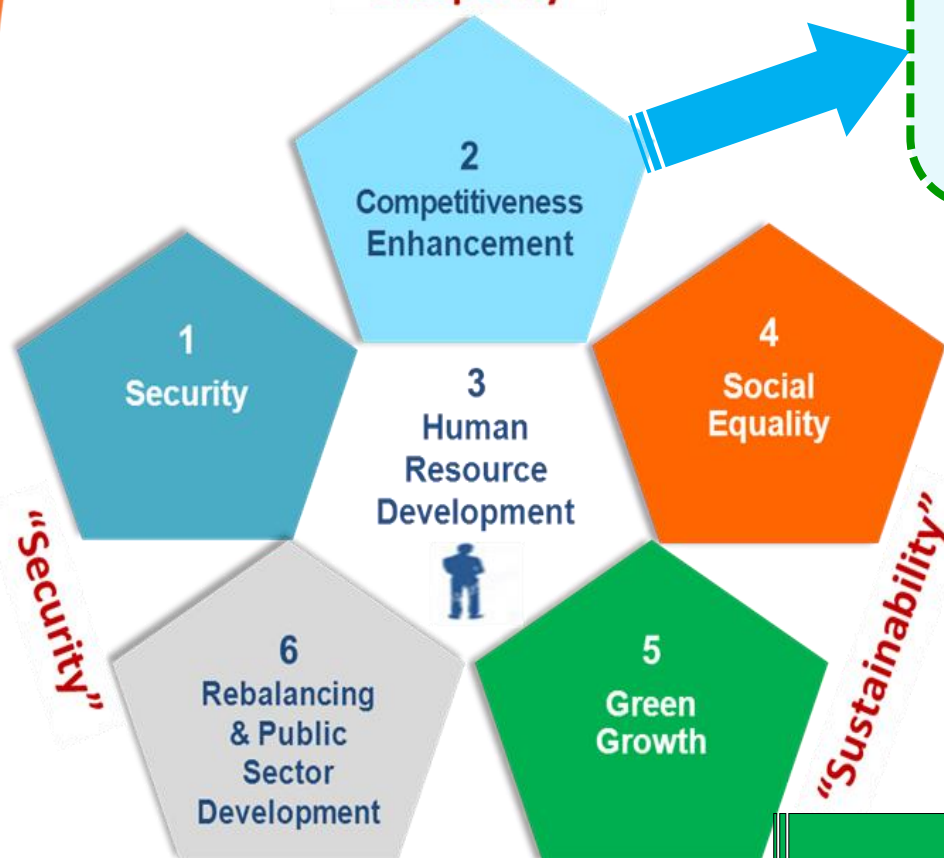 2
Competitiveness
Enhancement
1
Security
3
Human
Resource
Development
4
Social
Equality
“Security”
“Sustainability”
6
Rebalancing
& Public
Sector
Development
5
Green
Growth